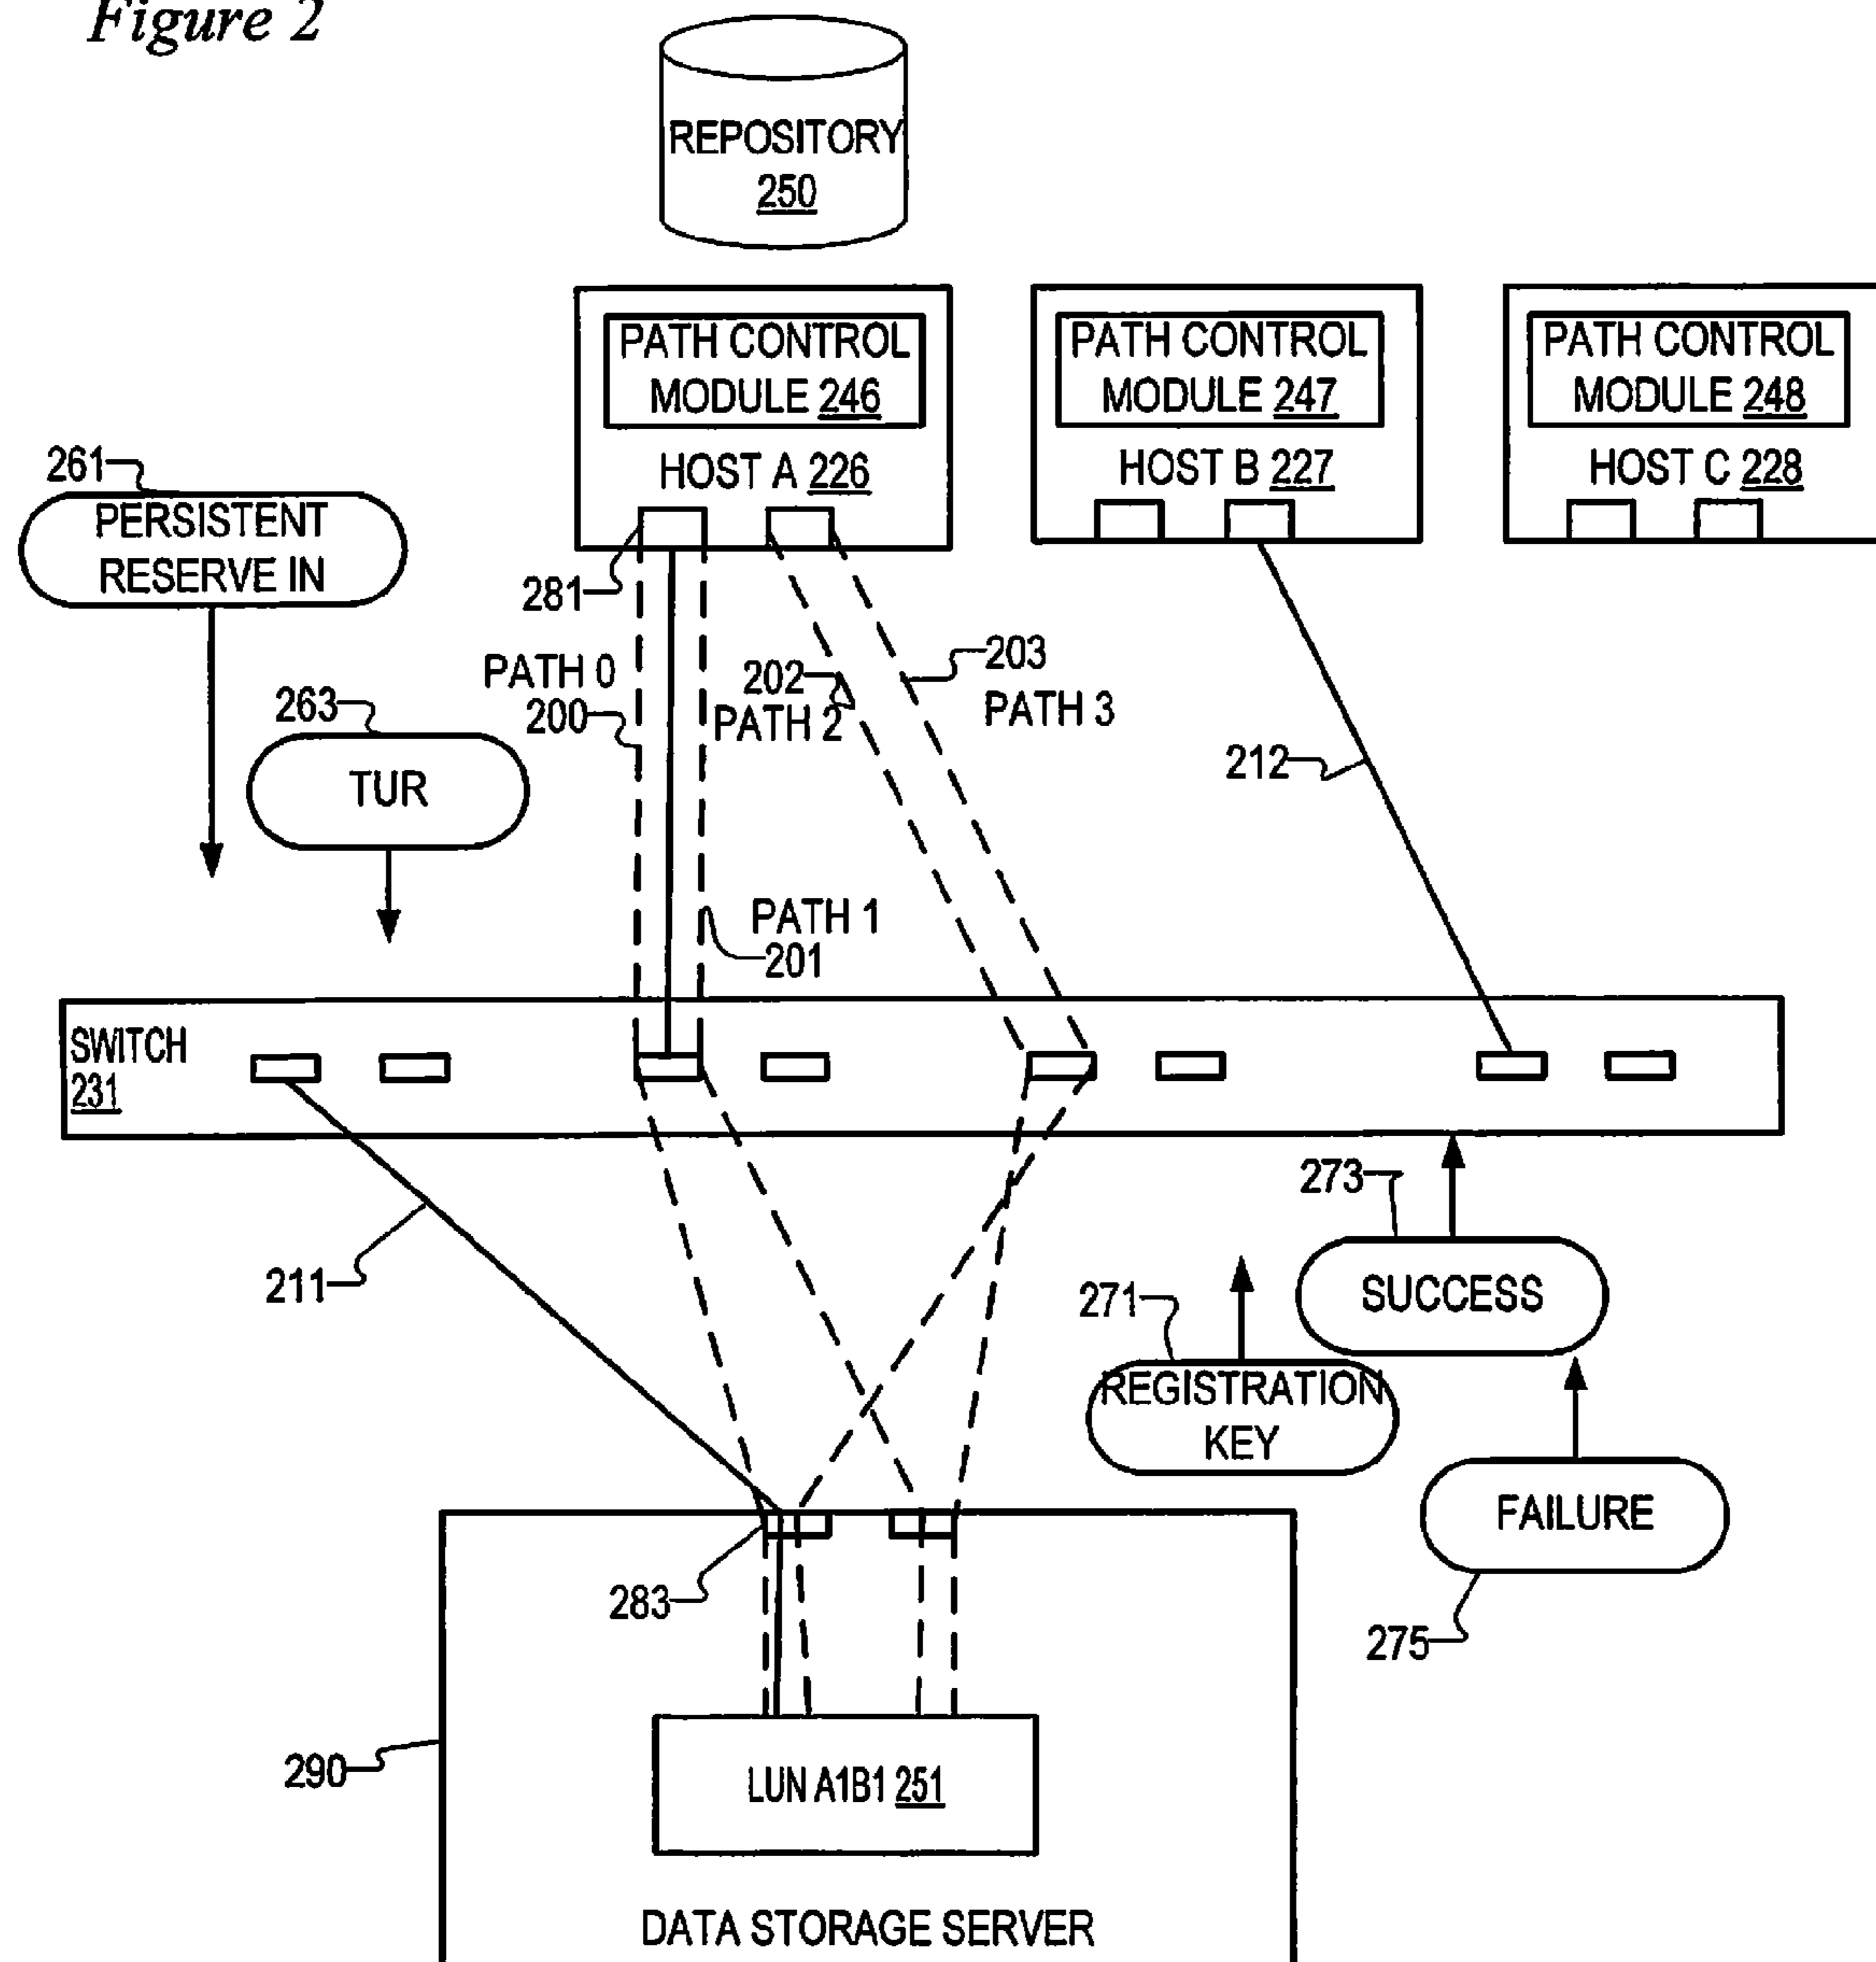 Figure 2
REPOSITORY
250
PATH CONTROL
MODULE 246
HOST A 226
PATH CONTROL
MODULE 247
HOST B 227
PATH CONTROL
MODULE 248
HOST C 228
261
PERSISTENT
RESERVE IN
281
263
TUR
PATH 0
200
202
PATH 2
203
PATH 3
212
PATH 1
201
SWITCH
231
211
273
SUCCESS
271
REGISTRATION
KEY
FAILURE
275
283
290
LUN A1B1 251
DATA STORAGE SERVER